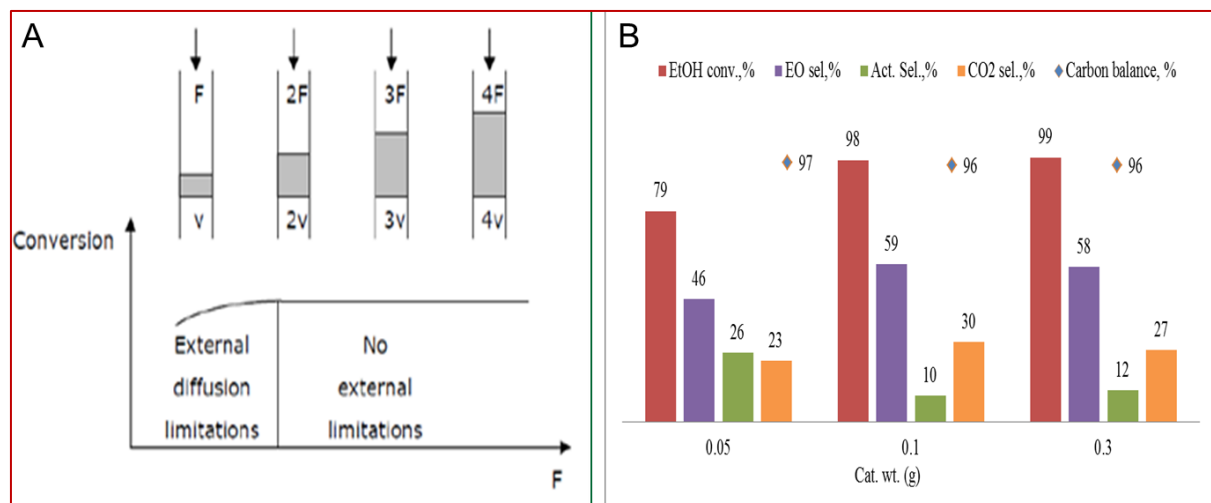 A
F
2F
3F
4F
v
2v
3v
4v
Conversion
External
diffusion
limitations
No
external
limitations
F
B
EtOH conv.,% EO sel,% Act. Sel.,% CO2 sel.,% Carbon balance, %
79
46
26
23
97
98
59
10
30
96
99
58
12
27
96
0.05 0.1 0.3
Cat. wt. (g)